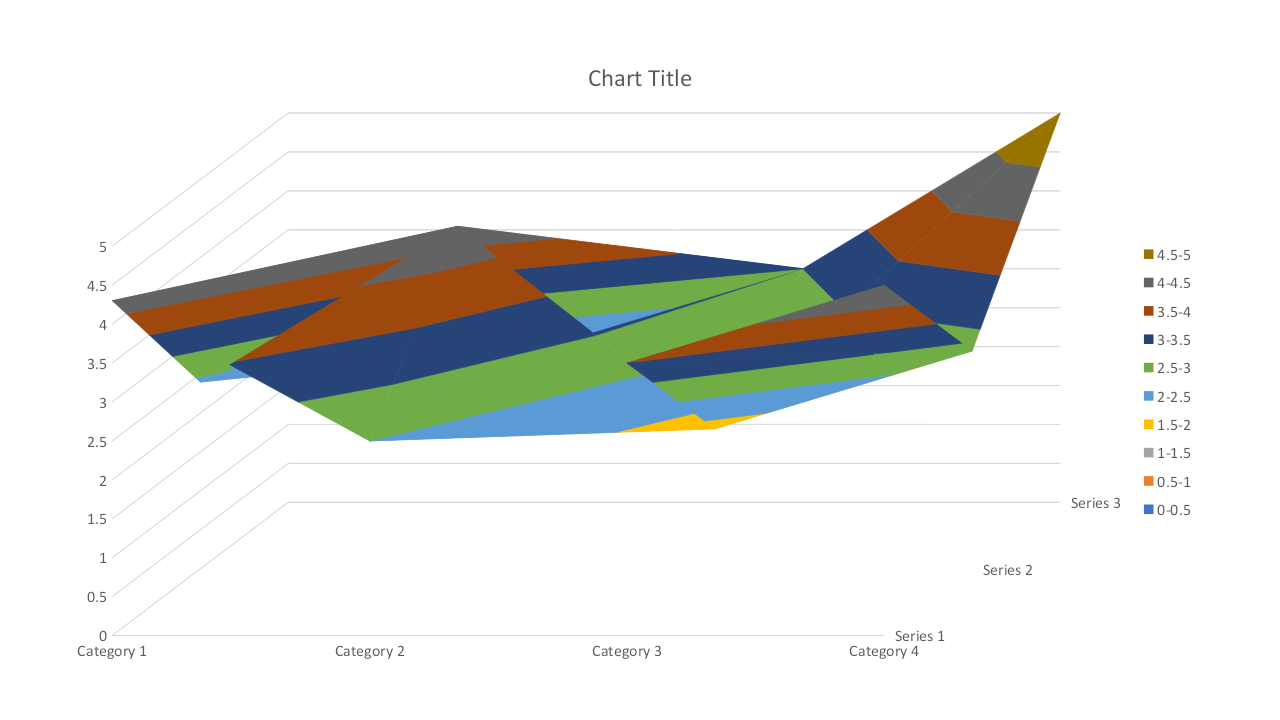 Chart Title
5
4.5
4
3.5
3
2.5
2
1.5
1
0.5
0
Category 1
Category 2
Category 3
Category 4
Series 1
Series 2
Series 3
4.5-5
4-4.5
3.5-4
3-3.5
2.5-3
2-2.5
1.5-2
1-1.5
0.5-1
0-0.5